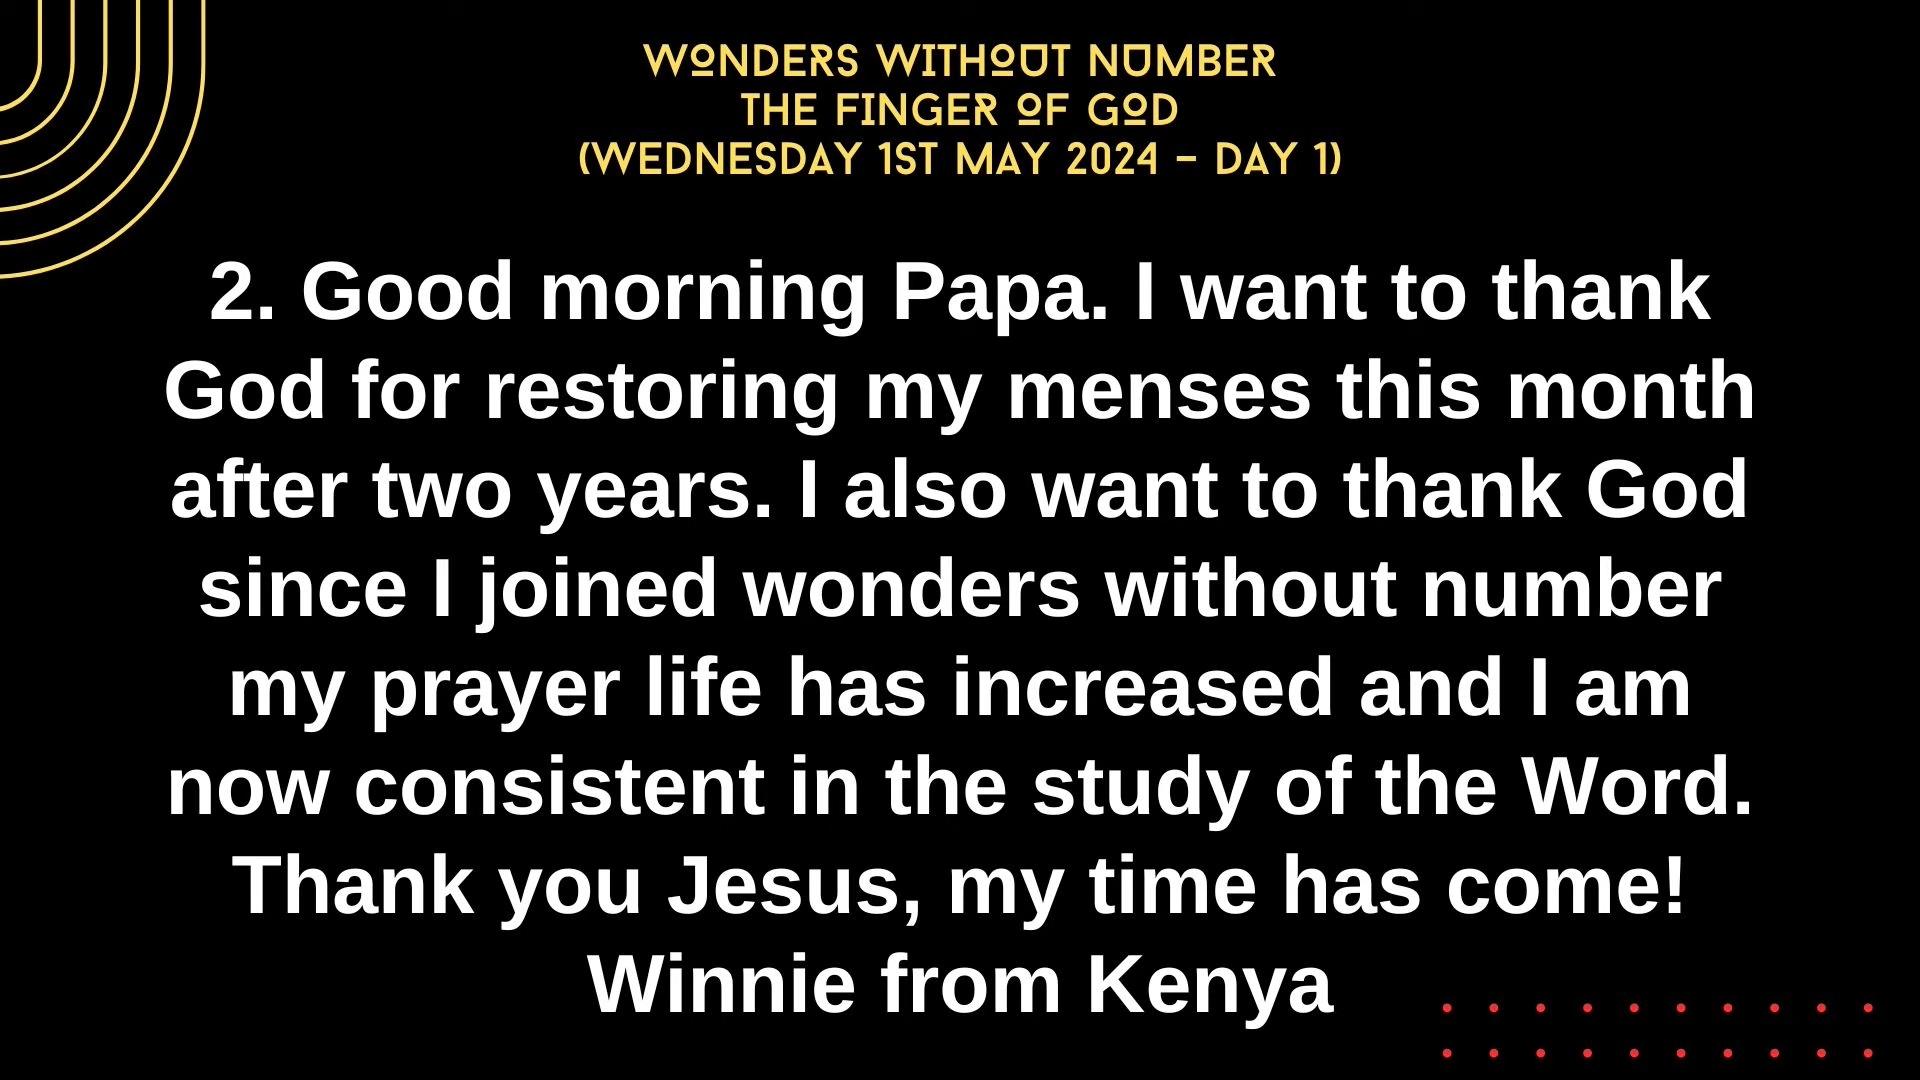 WONDERS WITHOUT NUMBER
THE FINGER OF GOD
(WEDNESDAY 1ST MAY 2024 – DAY 1)
2. Good morning Papa. I want to thank
God for restoring my menses this month
after two years. I also want to thank God
since I joined wonders without number
my prayer life has increased and I am
now consistent in the study of the Word.
Thank you Jesus, my time has come!
Winnie from Kenya